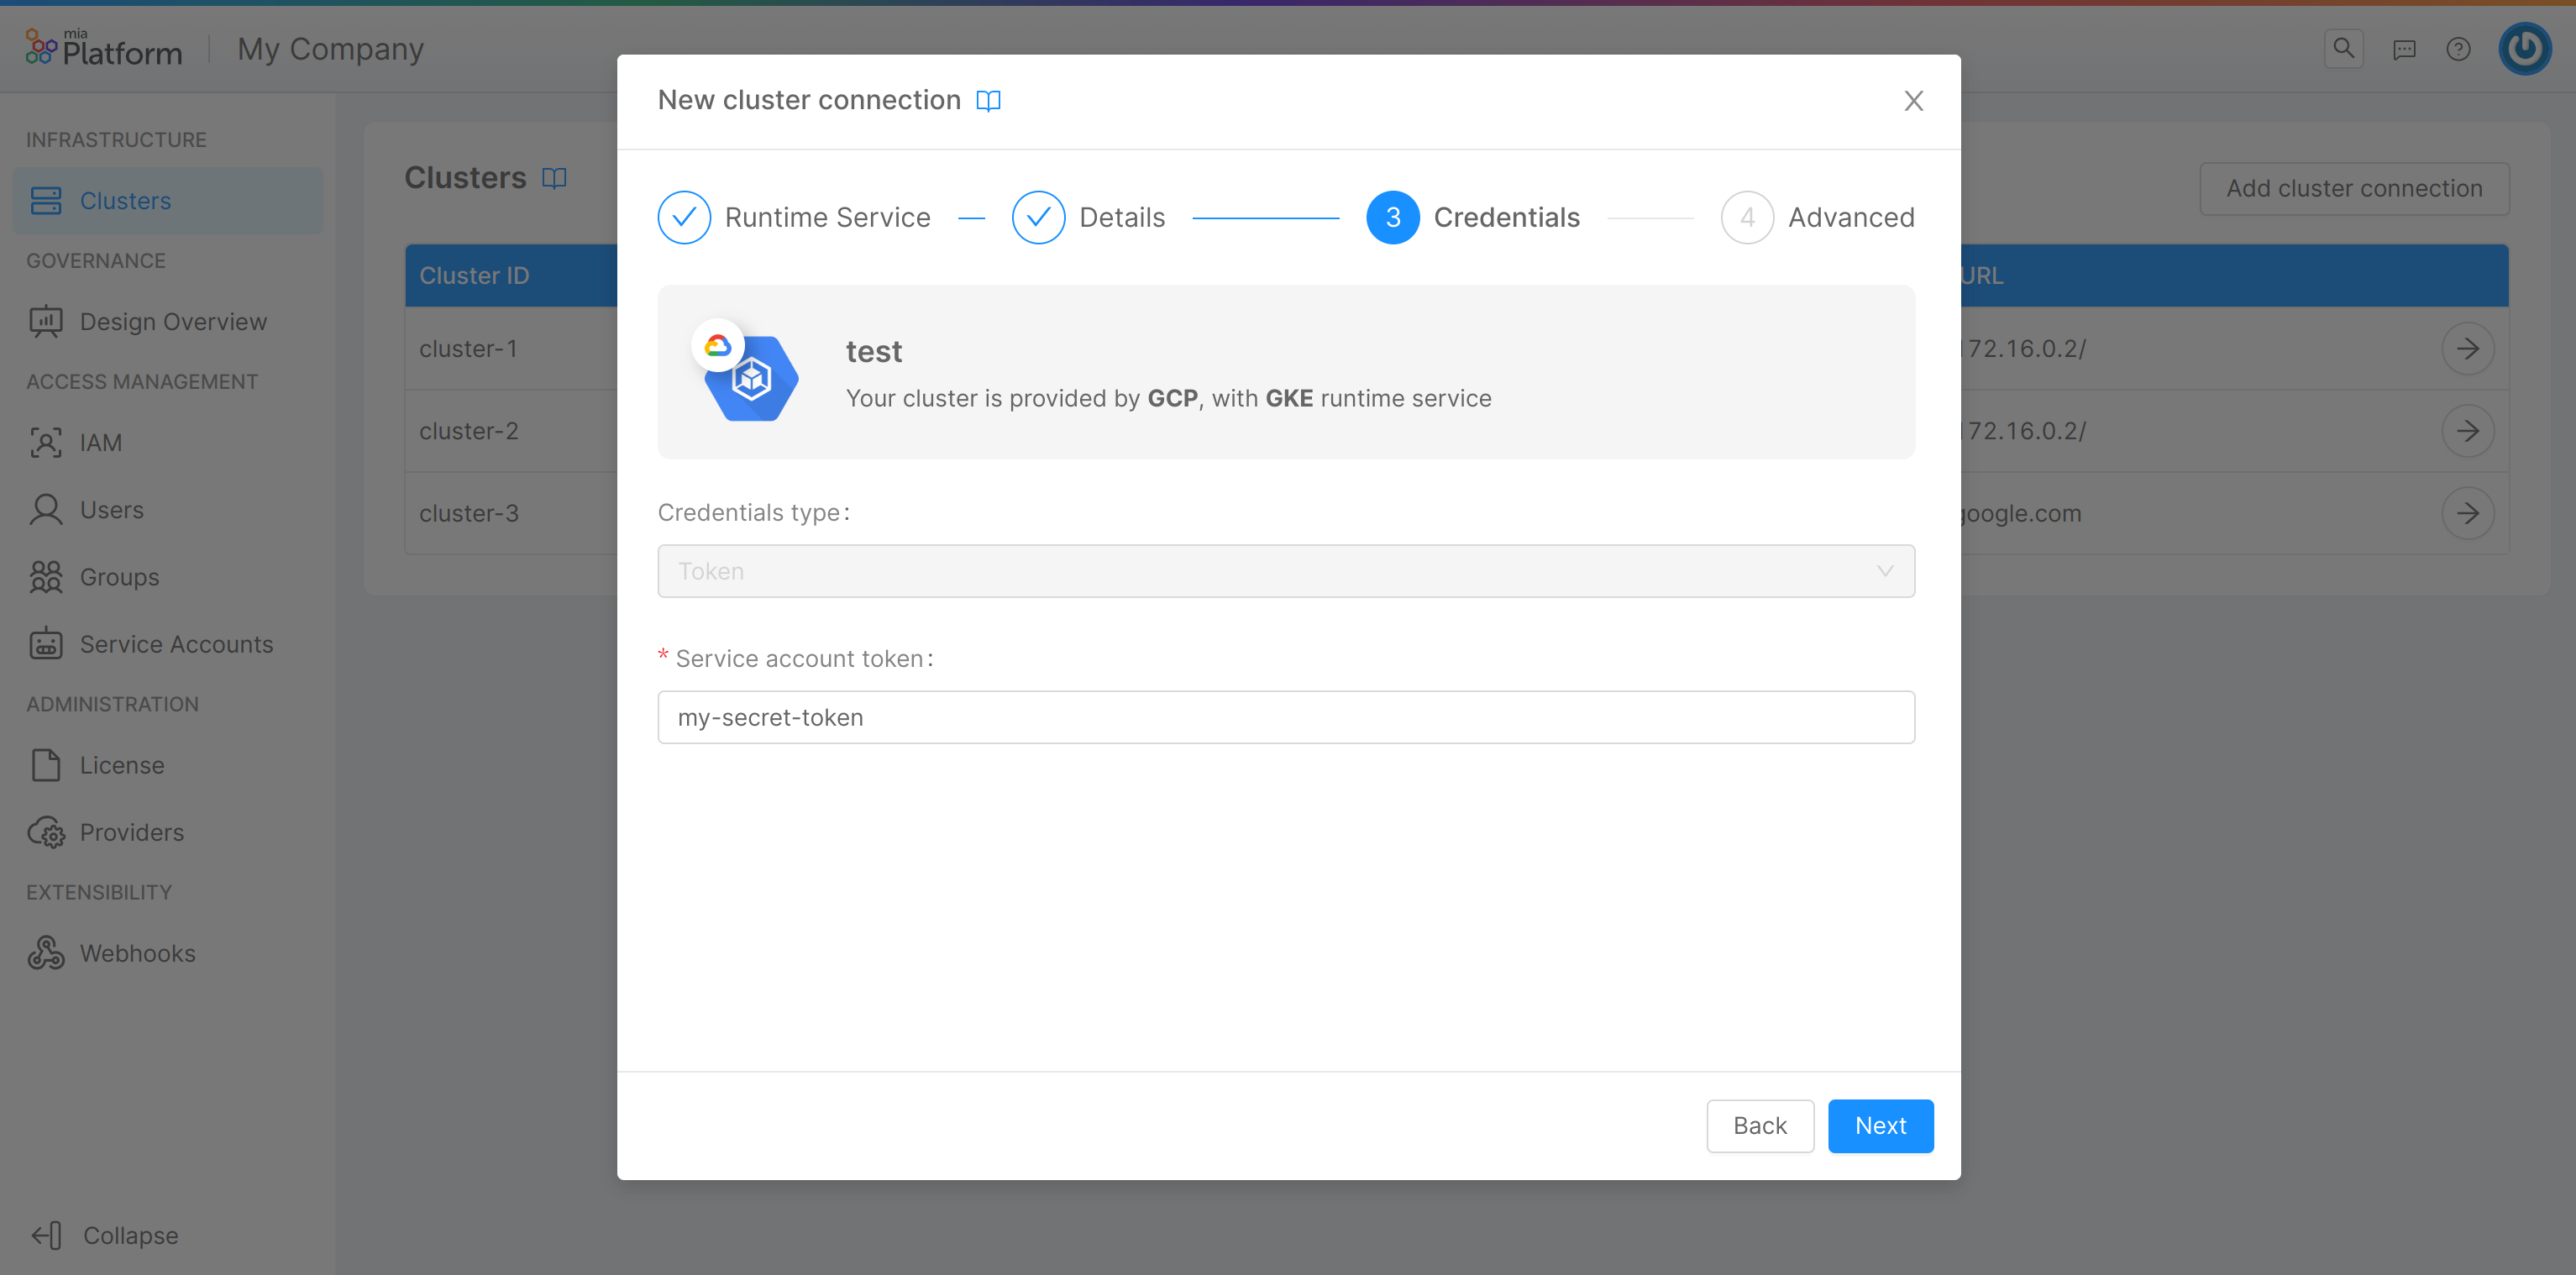 mia
Platform
My Company
INFRASTRUCTURE
Clusters
GOVERNANCE
Design Overview
ACCESS MANAGEMENT
IAM
Users
Groups
Service Accounts
ADMINISTRATION
License
Providers
EXTENSIBILITY
Webhooks
Collapse
Clusters
Add cluster connection
Cluster ID
URL
cluster-1
172.16.0.2/
cluster-2
172.16.0.2/
cluster-3
google.com
New cluster connection
Runtime Service
Details
3 Credentials
4 Advanced
test
Your cluster is provided by GCP, with GKE runtime service
Credentials type:
Token
* Service account token:
my-secret-token
Back
Next